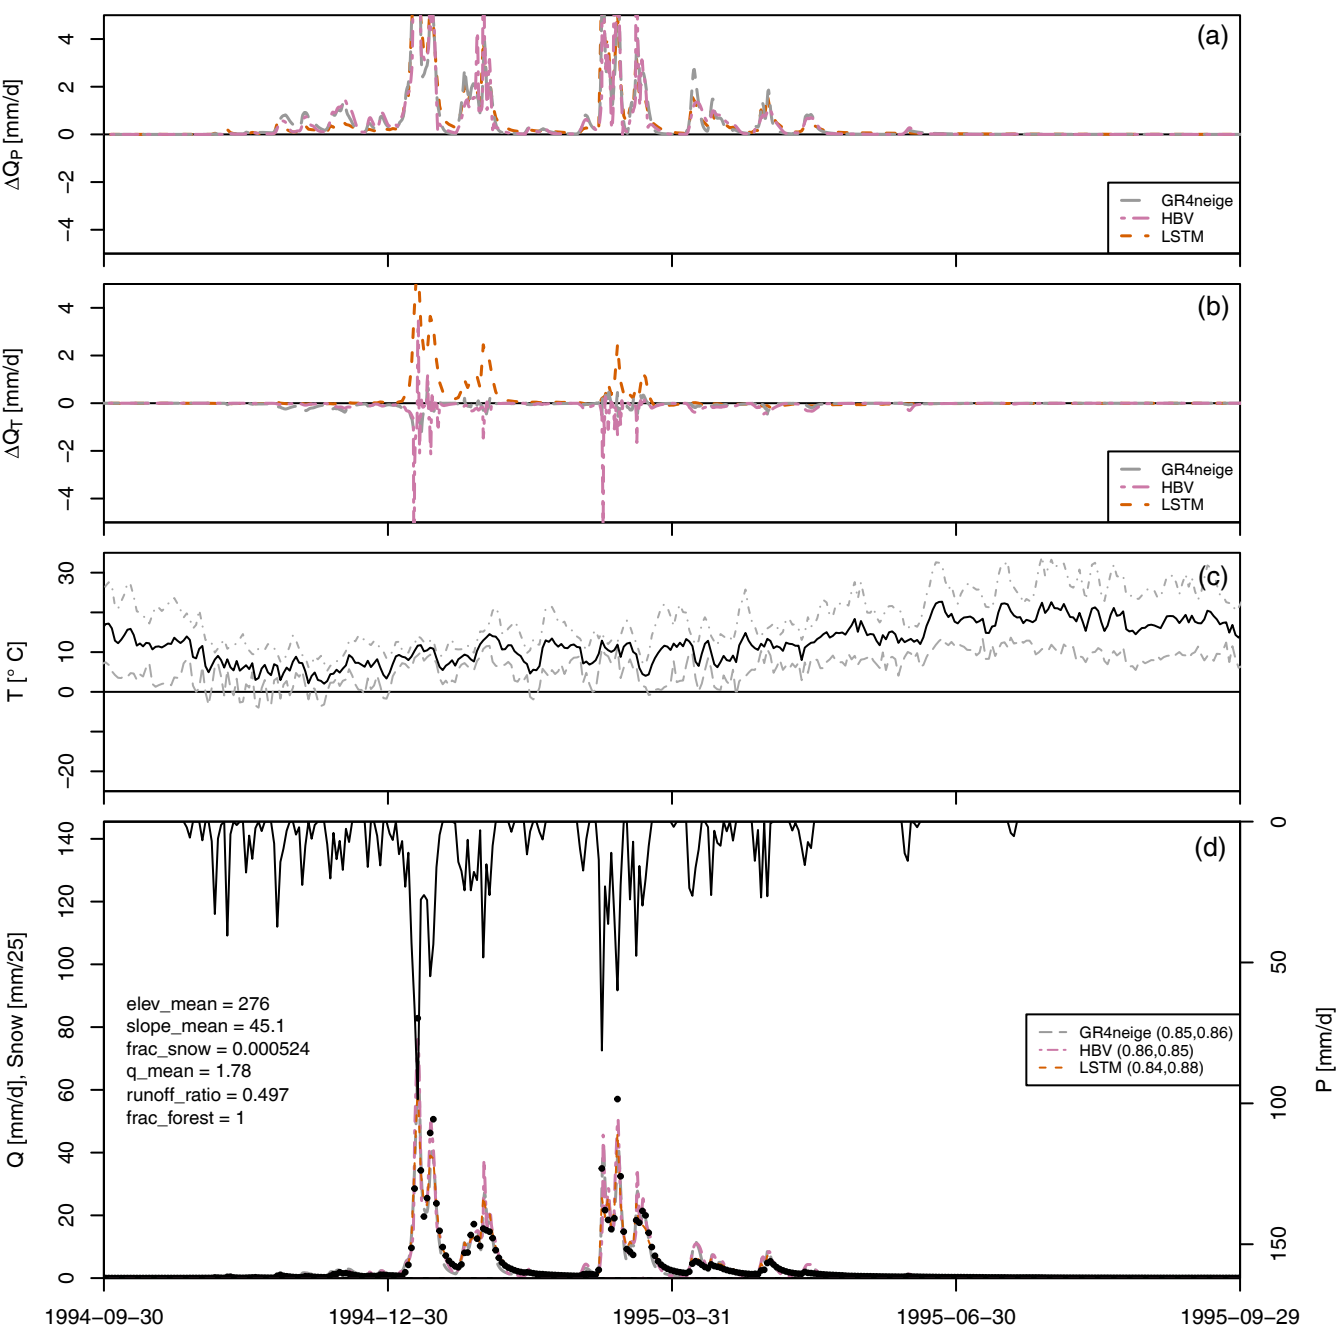 (a)
4
2
0
−2
−4
ΔQP [mm/d]
GR4neige
HBV
LSTM
(b)
4
2
0
−2
−4
ΔQT [mm/d]
GR4neige
HBV
LSTM
(c)
30
10
0
−20
T [° C]
(d)
140
120
100
80
60
40
20
0
Q [mm/d], Snow [mm/25]
0
50
100
150
P [mm/d]
elev_mean = 276
slope_mean = 45.1
frac_snow = 0.000524
q_mean = 1.78
runoff_ratio = 0.497
frac_forest = 1
GR4neige (0.85,0.86)
HBV (0.86,0.85)
LSTM (0.84,0.88)
1994−09−30 1994−12−30 1995−03−31 1995−06−30 1995−09−29